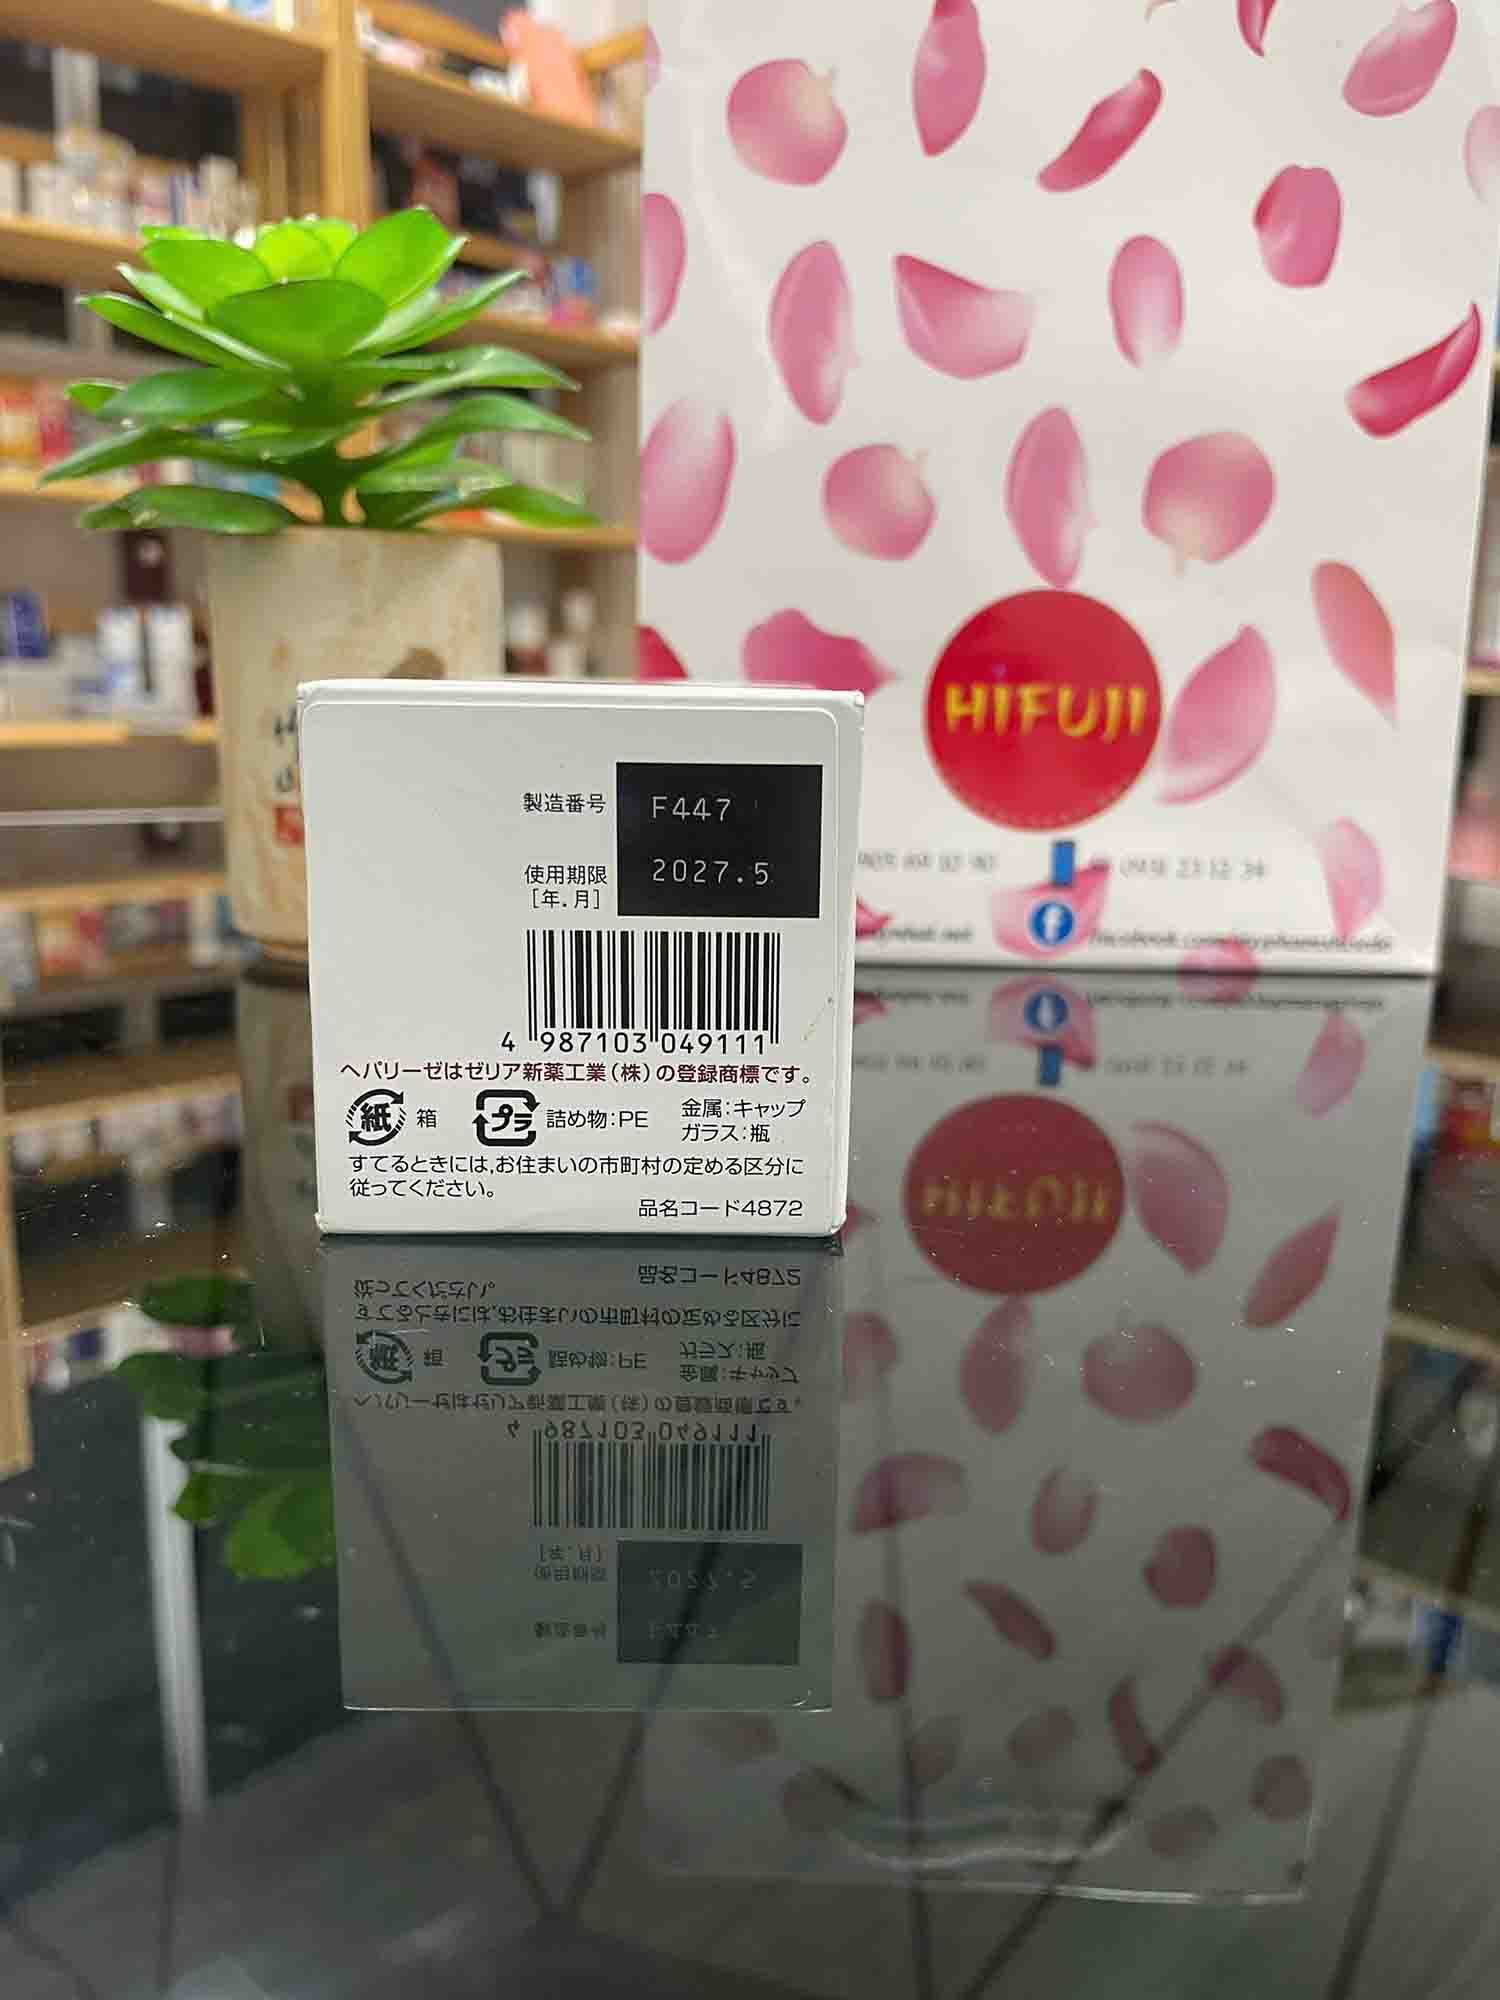 HIFUJI
0918 23 12 39
製造番号 F447
使用期限 2027.5
[年.月]
4 987103 049111
ヘパリーゼはゼリア新薬工業(株)の登録商標です。
紙 箱 プラ 詰め物:PE 金属:キャップ
ガラス:瓶
すてるときには,お住まいの市町村の定める区分に
従ってください。
品名コード4872